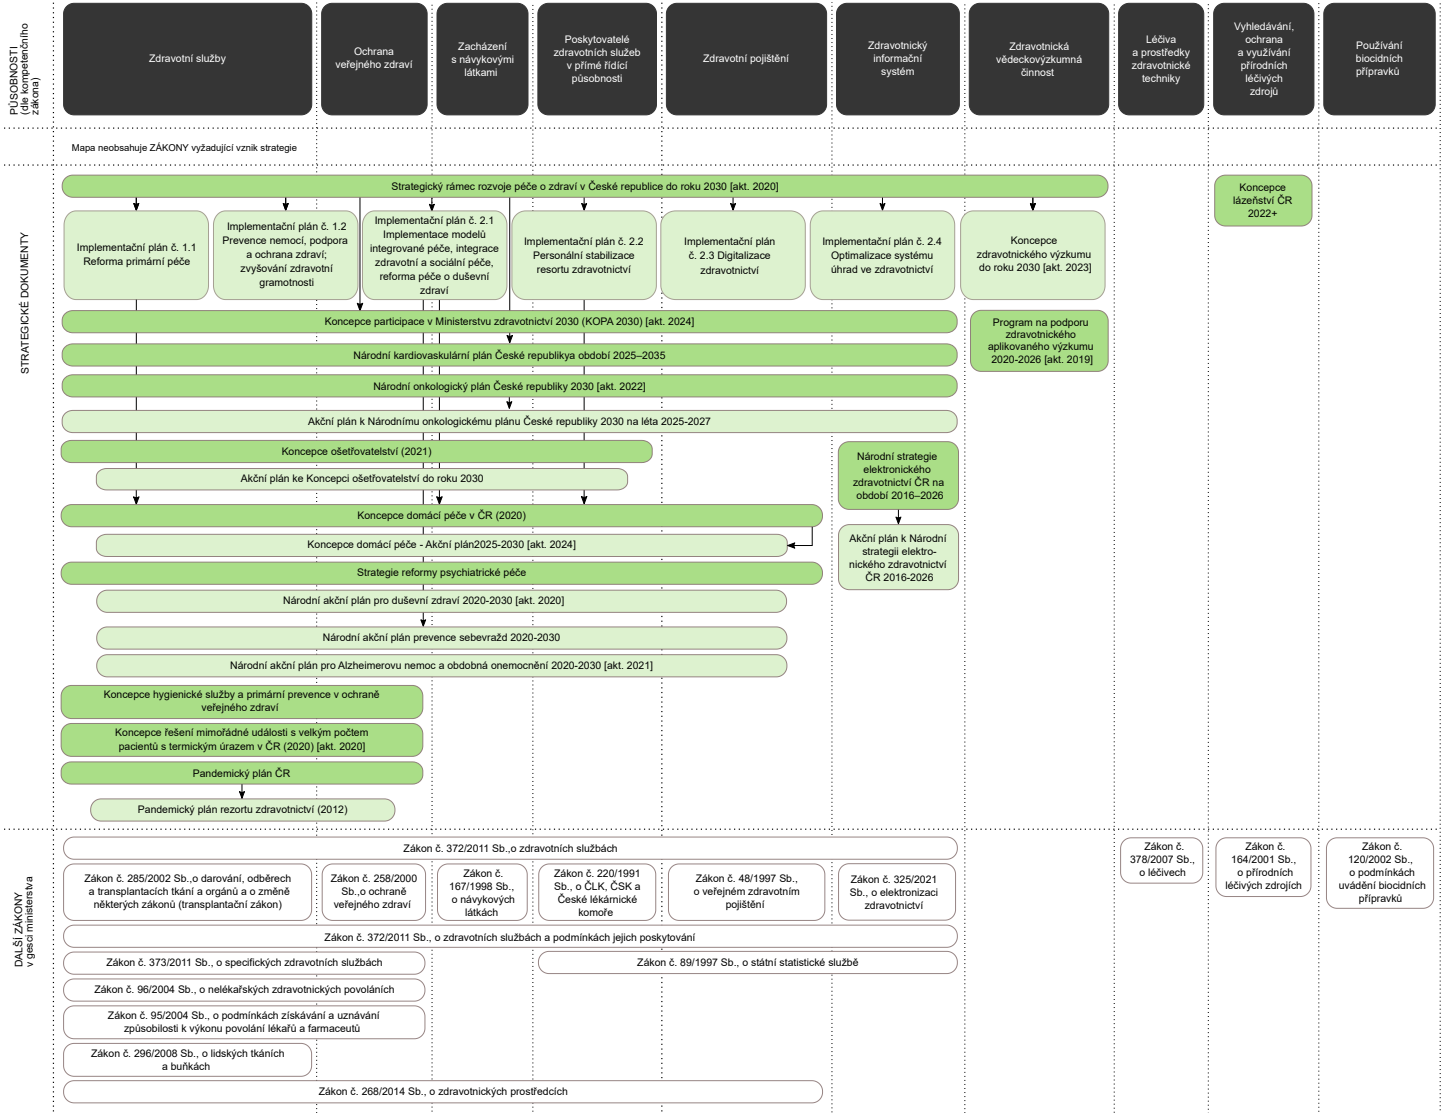 PŮSOBNOSTI
(dle kompetenčního
zákona)
Zdravotní služby
Ochrana
veřejného zdraví
Zacházení
s návykovými
látkami
Poskytovatelé
zdravotních služeb
v přímé řídící
působnosti
Zdravotní pojištění
Zdravotnický
informační
systém
Zdravotnická
vědeckovýzkumná
činnost
Léčiva
a prostředky
zdravotnické
techniky
Vyhledávání,
ochrana
a využívání
přírodních
léčivých
zdrojů
Používání
biocidních
přípravků
Mapa neobsahuje ZÁKONY vyžadující vznik strategie
STRATEGICKÉ DOKUMENTY
Strategický rámec rozvoje péče o zdraví v České republice do roku 2030 [akt. 2020]
Koncepce
lázeňství ČR
2022+
Implementační plán č. 1.1
Reforma primární péče
Implementační plán č. 1.2
Prevence nemocí, podpora
a ochrana zdraví;
zvyšování zdravotní
gramotnosti
Implementační plán č. 2.1
Implementace modelů
integrované péče, integrace
zdravotní a sociální péče,
reforma péče o duševní
zdraví
Implementační plán č. 2.2
Personální stabilizace
resortu zdravotnictví
Implementační plán
č. 2.3 Digitalizace
zdravotnictví
Implementační plán č. 2.4
Optimalizace systému
úhrad ve zdravotnictví
Koncepce
zdravotnického výzkumu
do roku 2030 [akt. 2023]
Koncepce participace v Ministerstvu zdravotnictví 2030 (KOPA 2030) [akt. 2024]
Program na podporu
zdravotnického
aplikovaného výzkumu
2020-2026 [akt. 2019]
Národní kardiovaskulární plán České republikya období 2025–2035
Národní onkologický plán České republiky 2030 [akt. 2022]
Akční plán k Národnímu onkologickému plánu České republiky 2030 na léta 2025-2027
Koncepce ošetřovatelství (2021)
Národní strategie
elektronického
zdravotnictví ČR na
období 2016–2026
Akční plán ke Koncepci ošetřovatelství do roku 2030
Koncepce domácí péče v ČR (2020)
Koncepce domácí péče - Akční plán2025-2030 [akt. 2024]
Akční plán k Národní
strategii elektro-
nického zdravotnictví
ČR 2016-2026
Strategie reformy psychiatrické péče
Národní akční plán pro duševní zdraví 2020-2030 [akt. 2020]
Národní akční plán prevence sebevražd 2020-2030
Národní akční plán pro Alzheimerovu nemoc a obdobná onemocnění 2020-2030 [akt. 2021]
Koncepce hygienické služby a primární prevence v ochraně
veřejného zdraví
Koncepce řešení mimořádné události s velkým počtem
pacientů s termickým úrazem v ČR (2020) [akt. 2020]
Pandemický plán ČR
Pandemický plán rezortu zdravotnictví (2012)
DALŠÍ ZÁKONY
v gesci ministerstva
Zákon č. 372/2011 Sb.,o zdravotních službách
Zákon č.
378/2007 Sb.,
o léčivech
Zákon č.
164/2001 Sb.,
o přírodních
léčivých zdrojích
Zákon č.
120/2002 Sb.,
o podmínkách
uvádění biocidních
přípravků
Zákon č. 285/2002 Sb.,o darování, odběrech
a transplantacích tkání a orgánů a o změně
některých zákonů (transplantační zákon)
Zákon č. 258/2000
Sb.,o ochraně
veřejného zdraví
Zákon č.
167/1998 Sb.,
o návykových
látkách
Zákon č. 220/1991
Sb., o ČLK, ČSK a
České lékárnické
komoře
Zákon č. 48/1997 Sb.,
o veřejném zdravotním
pojištění
Zákon č. 325/2021
Sb., o elektronizaci
zdravotnictví
Zákon č. 372/2011 Sb., o zdravotních službách a podmínkách jejich poskytování
Zákon č. 373/2011 Sb., o specifických zdravotních službách
Zákon č. 89/1997 Sb., o státní statistické službě
Zákon č. 96/2004 Sb., o nelékařských zdravotnických povoláních
Zákon č. 95/2004 Sb., o podmínkách získávání a uznávání
způsobilosti k výkonu povolání lékařů a farmaceutů
Zákon č. 296/2008 Sb., o lidských tkáních
a buňkách
Zákon č. 268/2014 Sb., o zdravotnických prostředcích